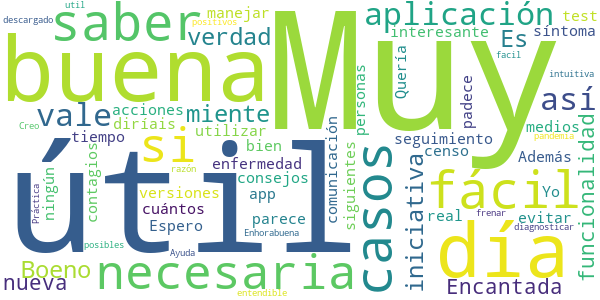 descargado
util
positivos
manejar
saber
aplicación
test
buena
Muy
verdad
interesante
Es
síntoma
Quería
facil
intuitiva
personas
vale
acciones
miente
padece
así
diríais
utilizar
medios
Creo
tiempo
si
bien
comunicación
siguientes
seguimiento
censo
pandemia
funcionalidad
Además
útil
casos
iniciativa
fácil
enfermedad
consejos
contagios
ningún
razón
Práctica
versiones
app
Yo
real
evitar
cuántos
parece
Espero
Enhorabuena
frenar
diagnosticar
día
posibles
Ayuda
Boeno
necesaria
nueva
Encantada
entendible